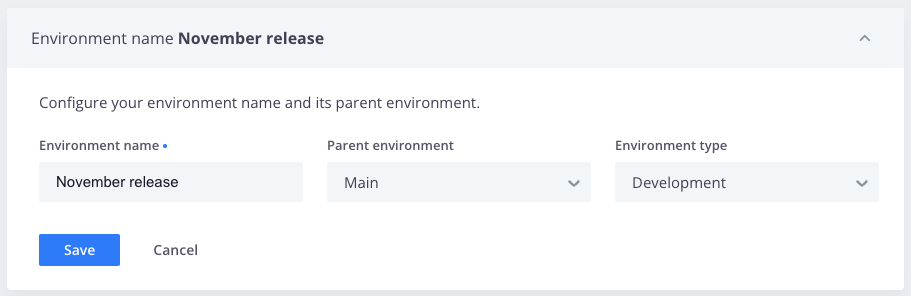 Environment name November release
Configure your environment name and its parent environment.
Environment name Parent environment Environment type
November release Main Development
Save Cancel